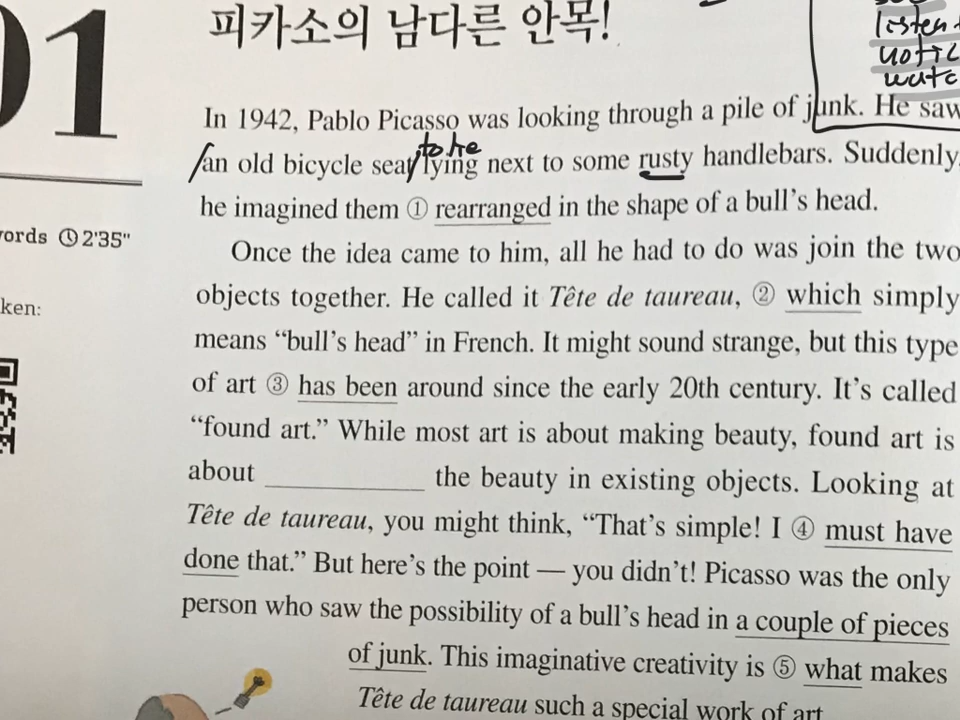 01
피카소의 남다른 안목!
listen
notic
watc
In 1942, Pablo Picasso was looking through a pile of junk. He saw
to be
an old bicycle seat lying next to some rusty handlebars. Suddenly,
he imagined them ① rearranged in the shape of a bull's head.
ords 2'35"
Once the idea came to him, all he had to do was join the two
objects together. He called it Tête de taureau, ② which simply
ken:
means “bull's head” in French. It might sound strange, but this type
of art ③ has been around since the early 20th century. It's called
“found art.” While most art is about making beauty, found art is
about ____________ the beauty in existing objects. Looking at
Tête de taureau, you might think, “That's simple! I ④ must have
done that.” But here's the point — you didn't! Picasso was the only
person who saw the possibility of a bull's head in a couple of pieces
of junk. This imaginative creativity is ⑤ what makes
Tête de taureau such a special work of art